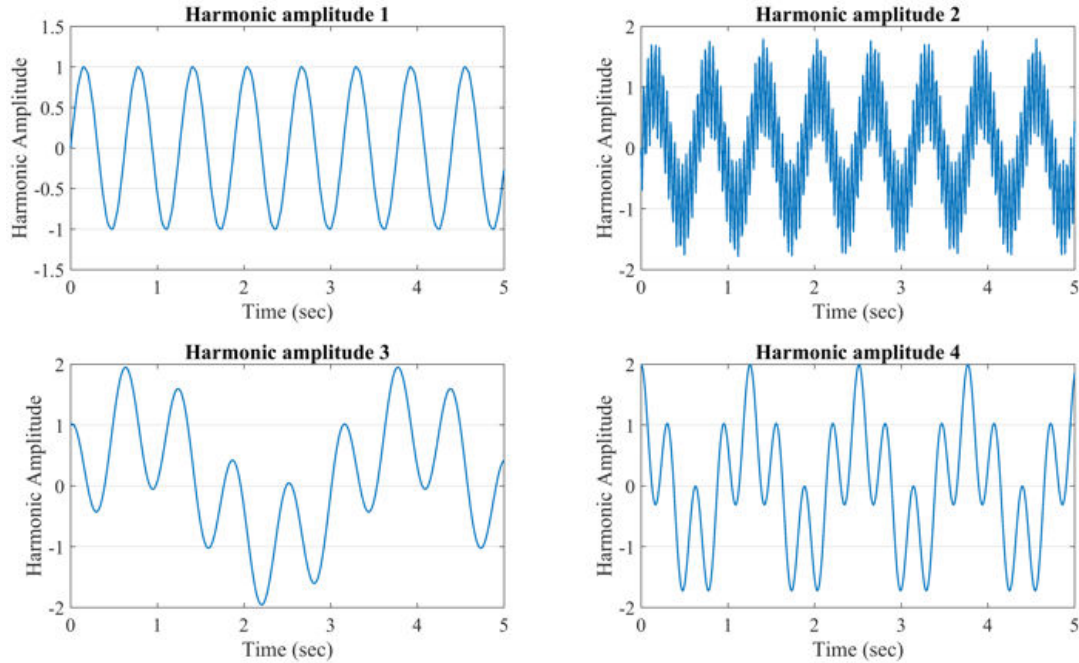 Harmonic amplitude 1
Harmonic Amplitude
1.5
1
0.5
0
-0.5
-1
-1.5
0 1 2 3 4 5
Time (sec)
Harmonic amplitude 2
Harmonic Amplitude
2
1
0
-1
-2
0 1 2 3 4 5
Time (sec)
Harmonic amplitude 3
Harmonic Amplitude
2
1
0
-1
-2
0 1 2 3 4 5
Time (sec)
Harmonic amplitude 4
Harmonic Amplitude
2
1
0
-1
-2
0 1 2 3 4 5
Time (sec)